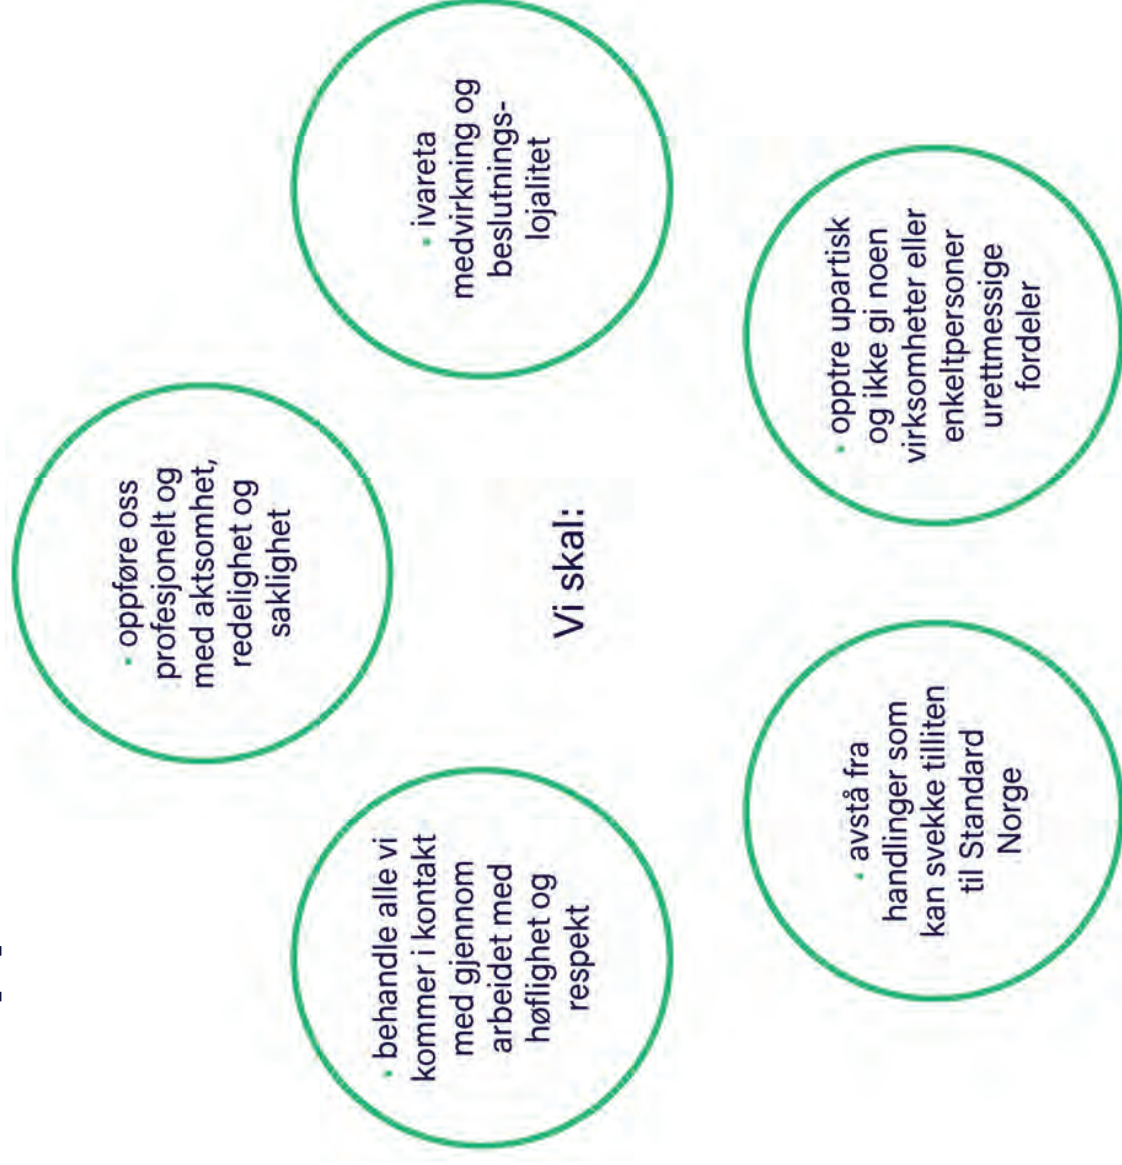 · oppføre oss
profesjonelt og
med aktsomhet,
redelighet og
saklighet
· ivareta
medvirkning og
beslutnings-
lojalitet
· opptre upartisk
og ikke gi noen
virksomheter eller
enkeltpersoner
urettmessige
fordeler
· avstå fra
handlinger som
kan svekke tilliten
til Standard
Norge
· behandle alle vi
kommer i kontakt
med gjennom
arbeidet med
høflighet og
respekt
Vi skal: